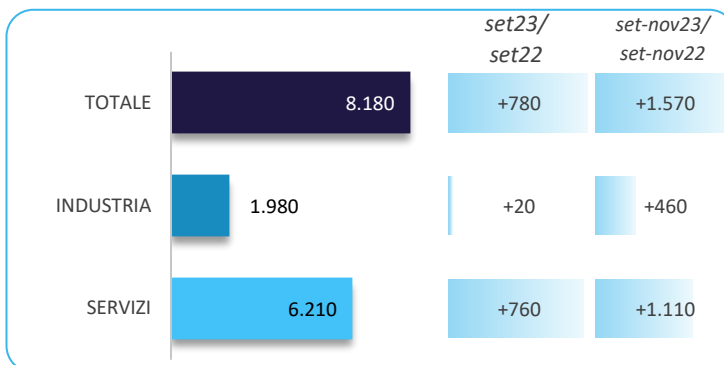 set23/ set-nov23/
set22 set-nov22
TOTALE 8.180 +780 +1.570
INDUSTRIA 1.980 +20 +460
SERVIZI 6.210 +760 +1.110